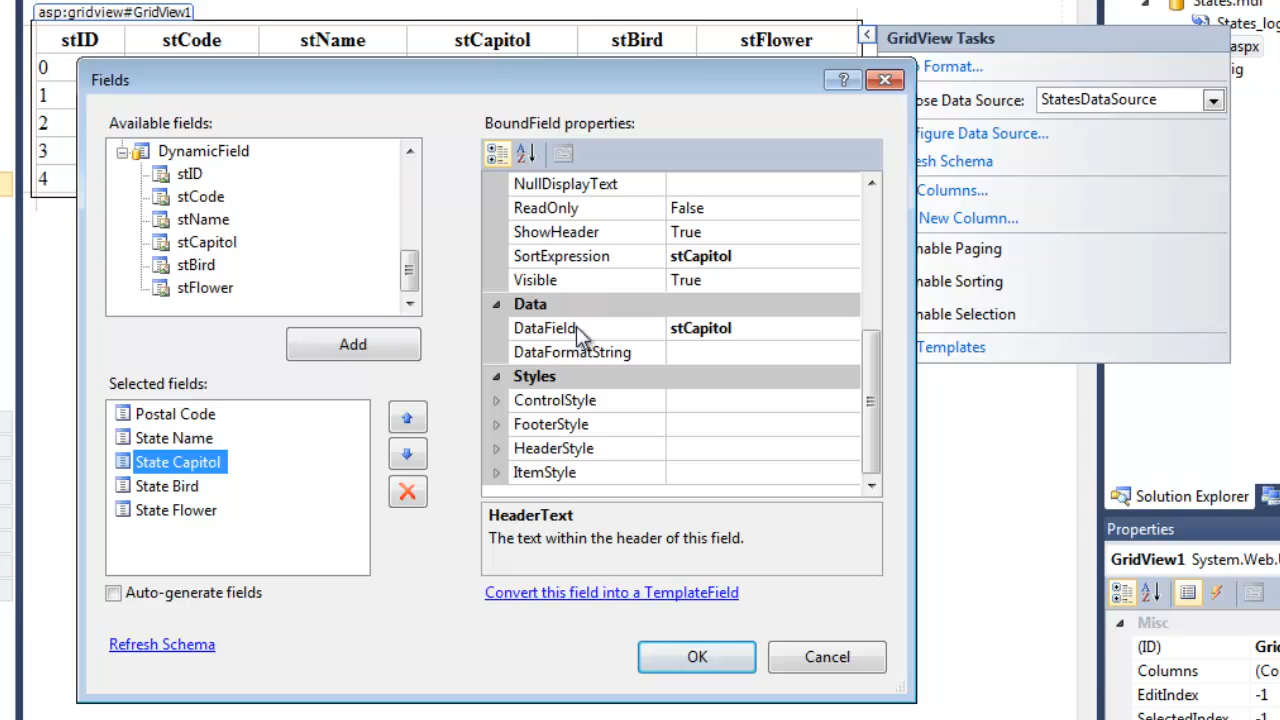 asp:gridview#GridView1
stID stCode stName stCapitol stBird stFlower
0
1
2
3
4
Fields
Available fields:
DynamicField
stID
stCode
stName
stCapitol
stBird
stFlower
Add
Selected fields:
Postal Code
State Name
State Capitol
State Bird
State Flower
Auto-generate fields
Refresh Schema
BoundField properties:
NullDisplayText
ReadOnly False
ShowHeader True
SortExpression stCapitol
Visible True
Data
DataField stCapitol
DataFormatString
Styles
ControlStyle
FooterStyle
HeaderStyle
ItemStyle
HeaderText
The text within the header of this field.
Convert this field into a TemplateField
OK Cancel
GridView Tasks
Format...
ose Data Source: StatesDataSource
figure Data Source...
esh Schema
Columns...
New Column...
nable Paging
nable Sorting
nable Selection
Templates
States.mdf
States_log
aspx
ig
Solution Explorer
Properties
GridView1 System.Web.
Misc
(ID) Gri
Columns (Co
EditIndex -1
SelectedIndex -1